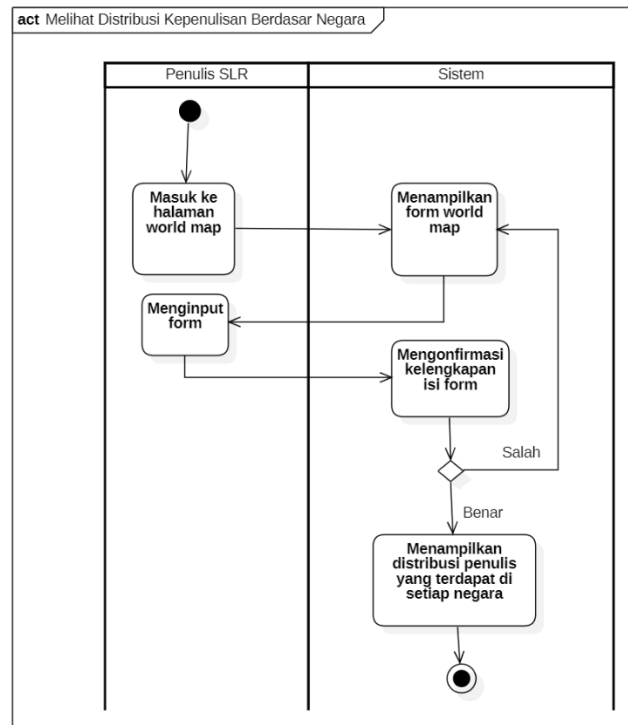 act Melihat Distribusi Kepenulisan Berdasar Negara
Penulis SLR
Sistem
Masuk ke
halaman
world map
Menampilkan
form world
map
Menginput
form
Mengonfirmasi
kelengkapan
isi form
Salah
Benar
Menampilkan
distribusi penulis
yang terdapat di
setiap negara